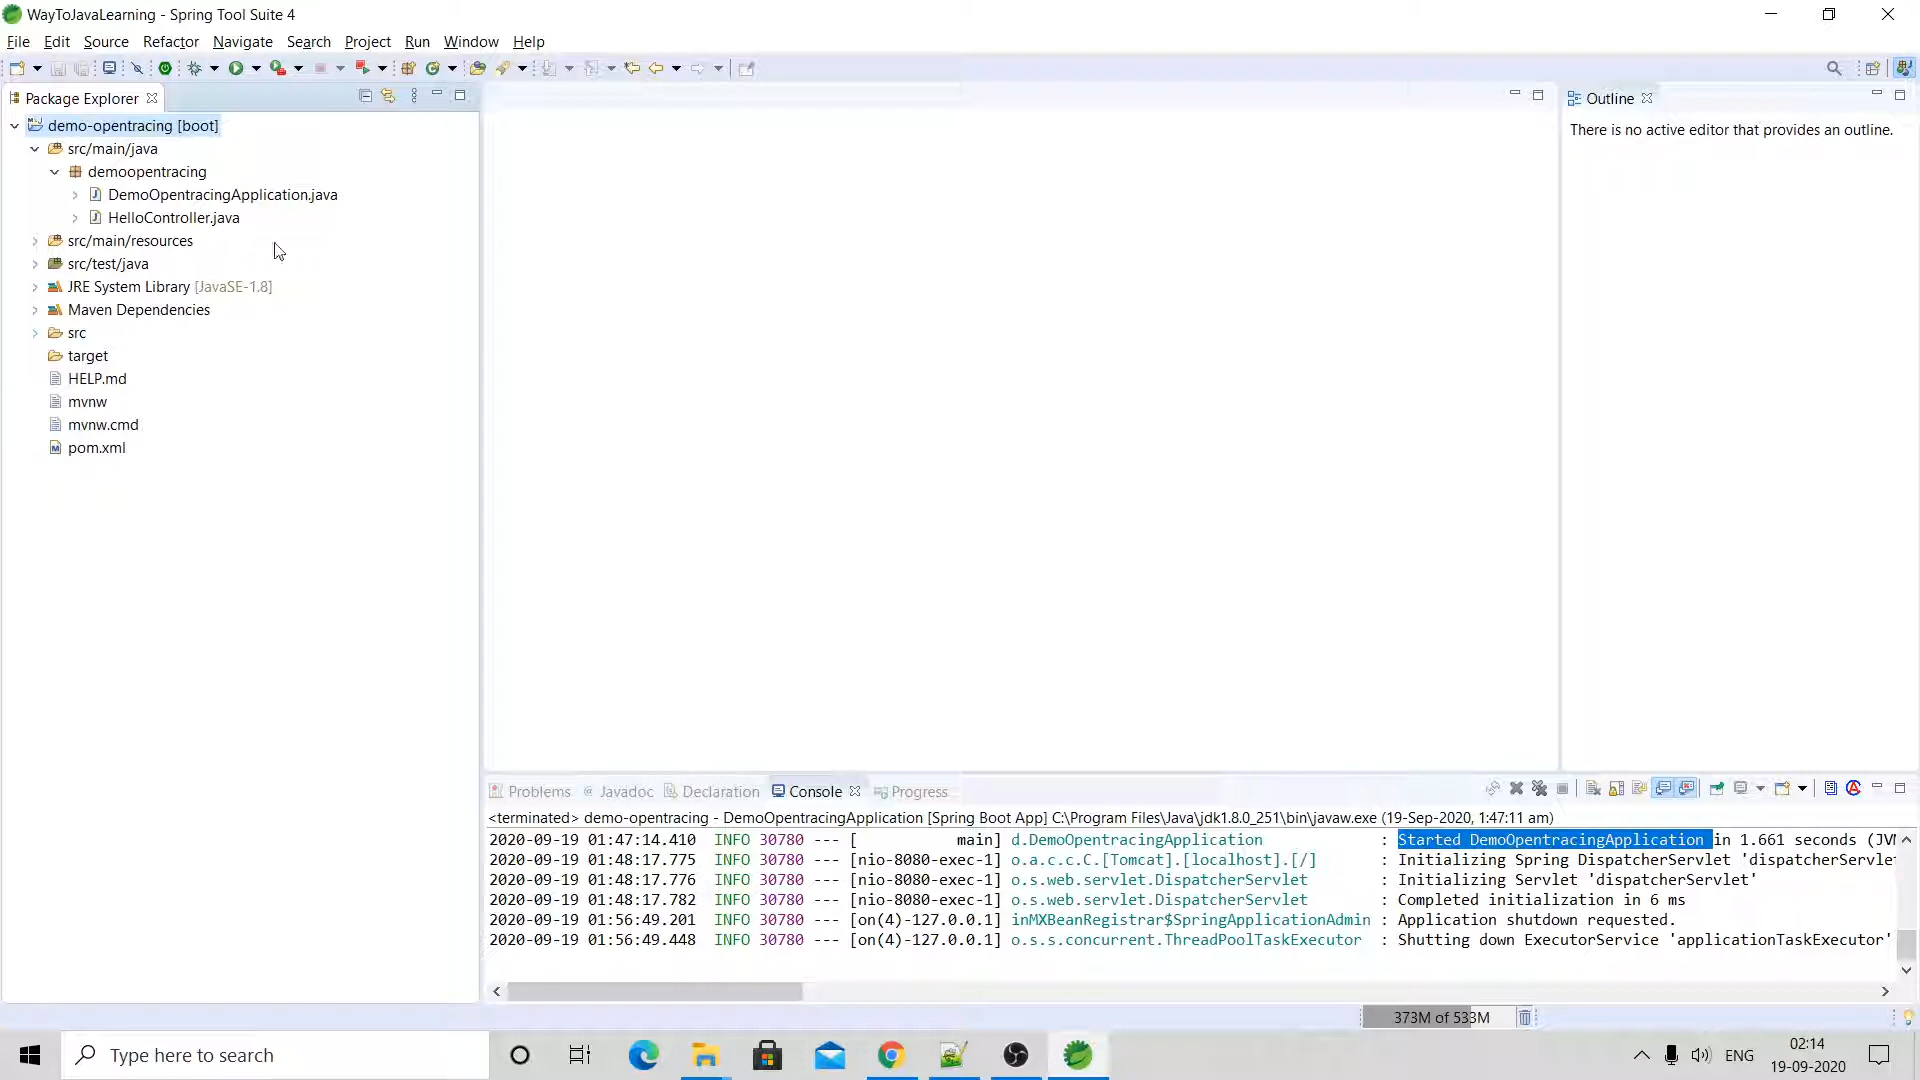 WayToJavaLearning - Spring Tool Suite 4
File Edit Source Refactor Navigate Search Project Run Window Help
Package Explorer
demo-opentracing [boot]
src/main/java
demoopentracing
DemoOpentracingApplication.java
HelloController.java
src/main/resources
src/test/java
JRE System Library [JavaSE-1.8]
Maven Dependencies
src
target
HELP.md
mvnw
mvnw.cmd
pom.xml
Outline
There is no active editor that provides an outline.
Problems @ Javadoc Declaration Console Progress
<terminated> demo-opentracing - DemoOpentracingApplication [Spring Boot App] C:\Program Files\Java\jdk1.8.0_251\bin\javaw.exe (19-Sep-2020, 1:47:11 am)
2020-09-19 01:47:14.410 INFO 30780 --- [ main] d.DemoOpentracingApplication : Started DemoOpentracingApplication in 1.661 seconds (JVM
2020-09-19 01:48:17.775 INFO 30780 --- [nio-8080-exec-1] o.a.c.c.C.[Tomcat].[localhost].[/] : Initializing Spring DispatcherServlet 'dispatcherServlet
2020-09-19 01:48:17.776 INFO 30780 --- [nio-8080-exec-1] o.s.web.servlet.DispatcherServlet : Initializing Servlet 'dispatcherServlet'
2020-09-19 01:48:17.782 INFO 30780 --- [nio-8080-exec-1] o.s.web.servlet.DispatcherServlet : Completed initialization in 6 ms
2020-09-19 01:56:49.201 INFO 30780 --- [on(4)-127.0.0.1] inMXBeanRegistrar$SpringApplicationAdmin : Application shutdown requested.
2020-09-19 01:56:49.448 INFO 30780 --- [on(4)-127.0.0.1] o.s.s.concurrent.ThreadPoolTaskExecutor : Shutting down ExecutorService 'applicationTaskExecutor'
373M of 533M
Type here to search
ENG
02:14
19-09-2020